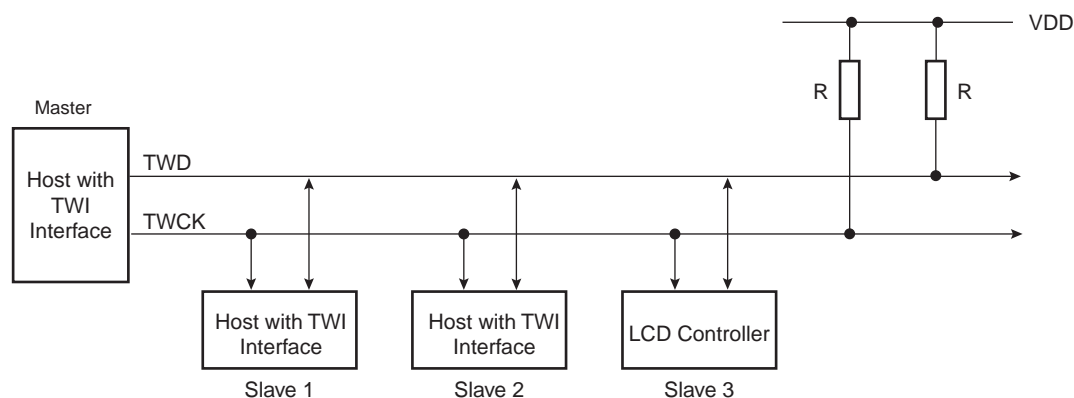 VDD
R
R
Master
Host with
TWI
Interface
TWD
TWCK
Host with TWI
Interface
Slave 1
Host with TWI
Interface
Slave 2
LCD Controller
Slave 3